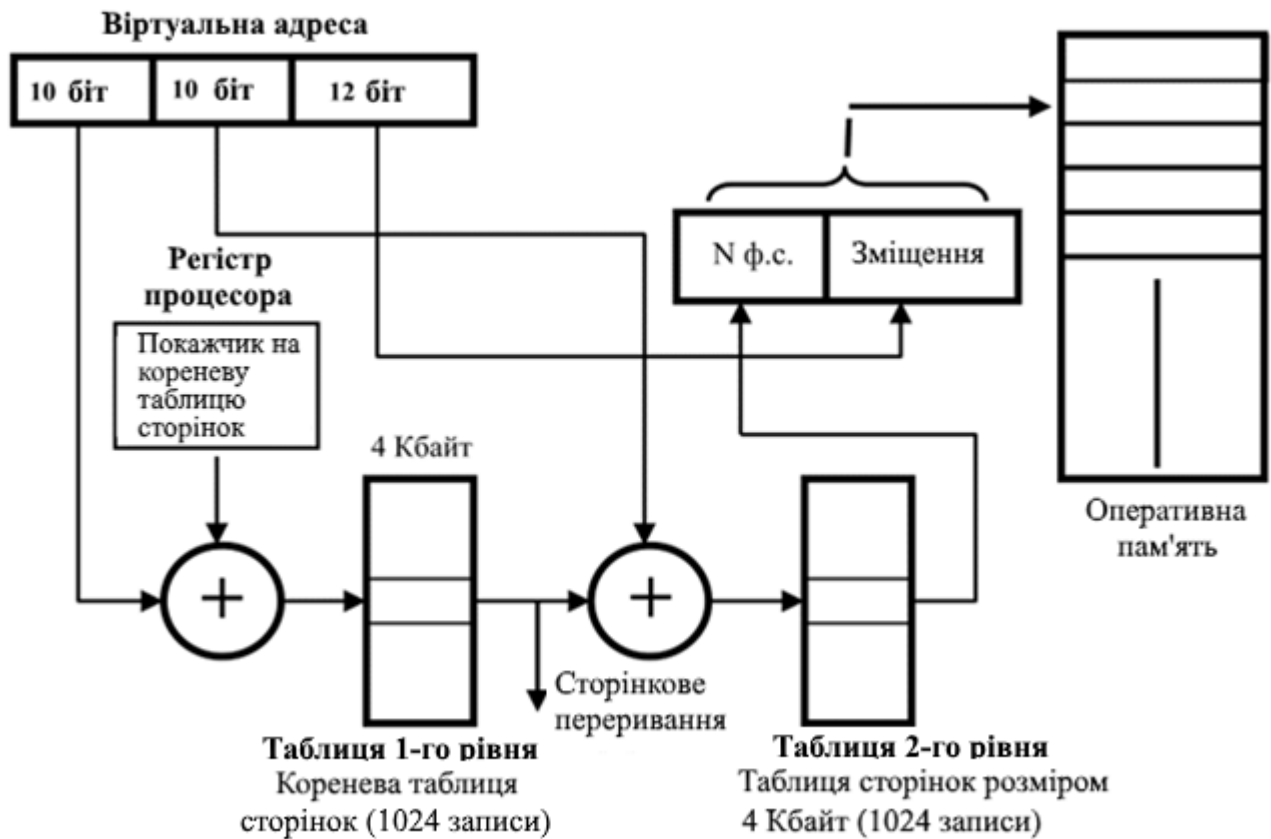 Віртуальна адреса
10 біт
10 біт
12 біт
N ф.с.
Зміщення
Регістр
процесора
Покажчик на
кореневу
таблицю
сторінок
4 Кбайт
+
+
Оперативна
пам'ять
Сторінкове
переривання
Таблиця 1-го рівня
Коренева таблиця
сторінок (1024 записи)
Таблиця 2-го рівня
Таблиця сторінок розміром
4 Кбайт (1024 записи)